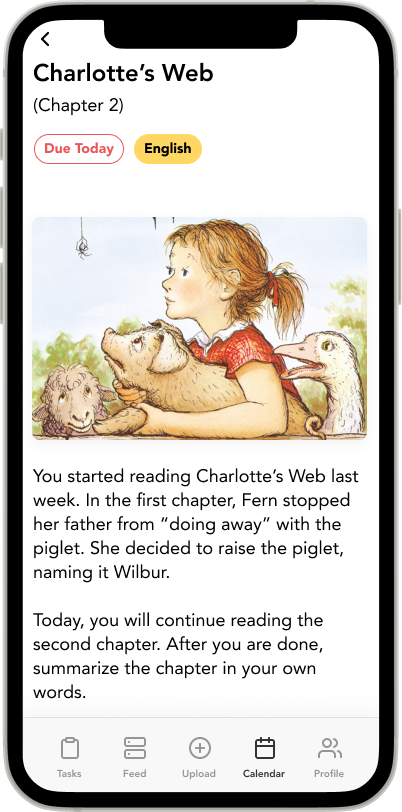 Charlotte’s Web
(Chapter 2)
Due Today English
You started reading Charlotte’s Web last
week. In the first chapter, Fern stopped
her father from “doing away” with the
piglet. She decided to raise the piglet,
naming it Wilbur.
Today, you will continue reading the
second chapter. After you are done,
summarize the chapter in your own
words.
Tasks Feed Upload Calendar Profile